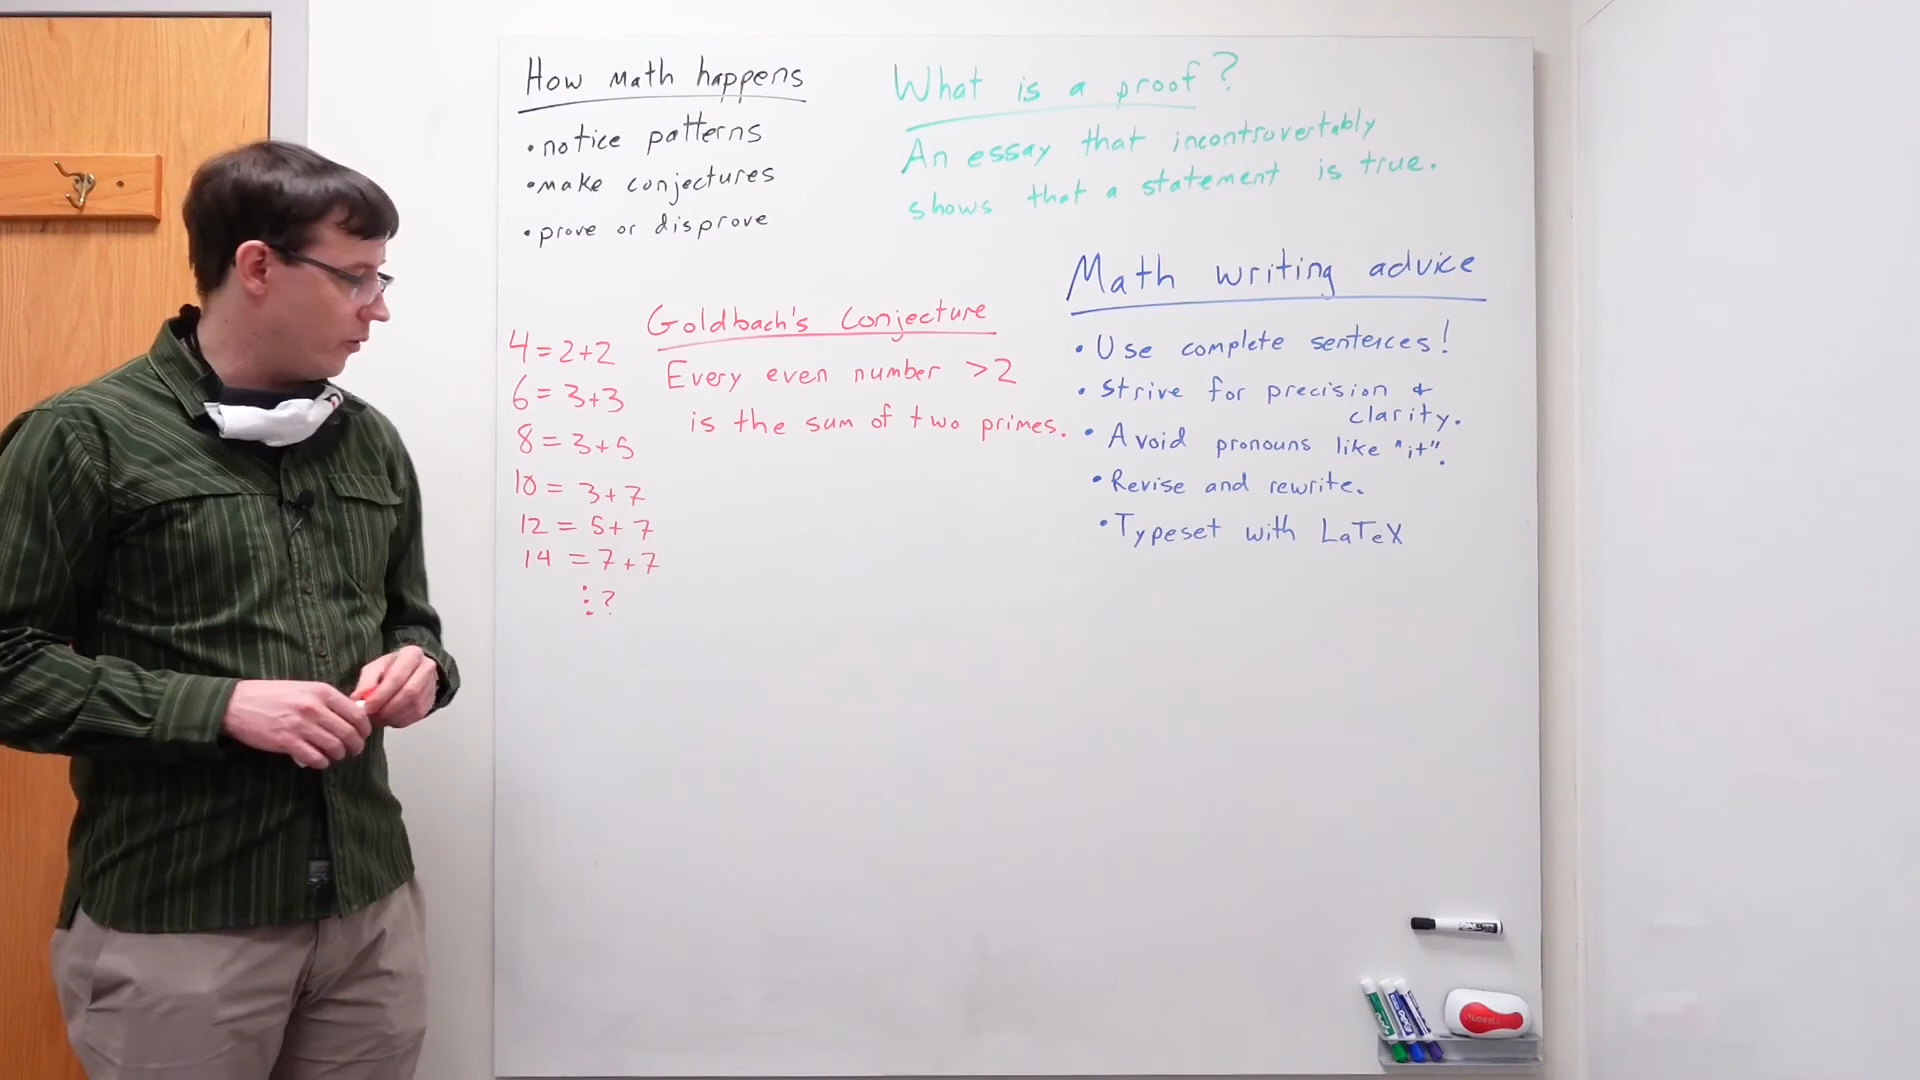 How math happens
• notice patterns
• make conjectures
• prove or disprove
What is a proof?
An essay that incontrovertably
shows that a statement is true.
Math writing advice
• Use complete sentences!
• Strive for precision &
clarity.
• Avoid pronouns like "it".
• Revise and rewrite.
• Typeset with LaTeX
Goldbach's Conjecture
Every even number >2
is the sum of two primes.
4 = 2+2
6 = 3+3
8 = 3+5
10 = 3+7
12 = 5+7
14 = 7+7
⋮ ?